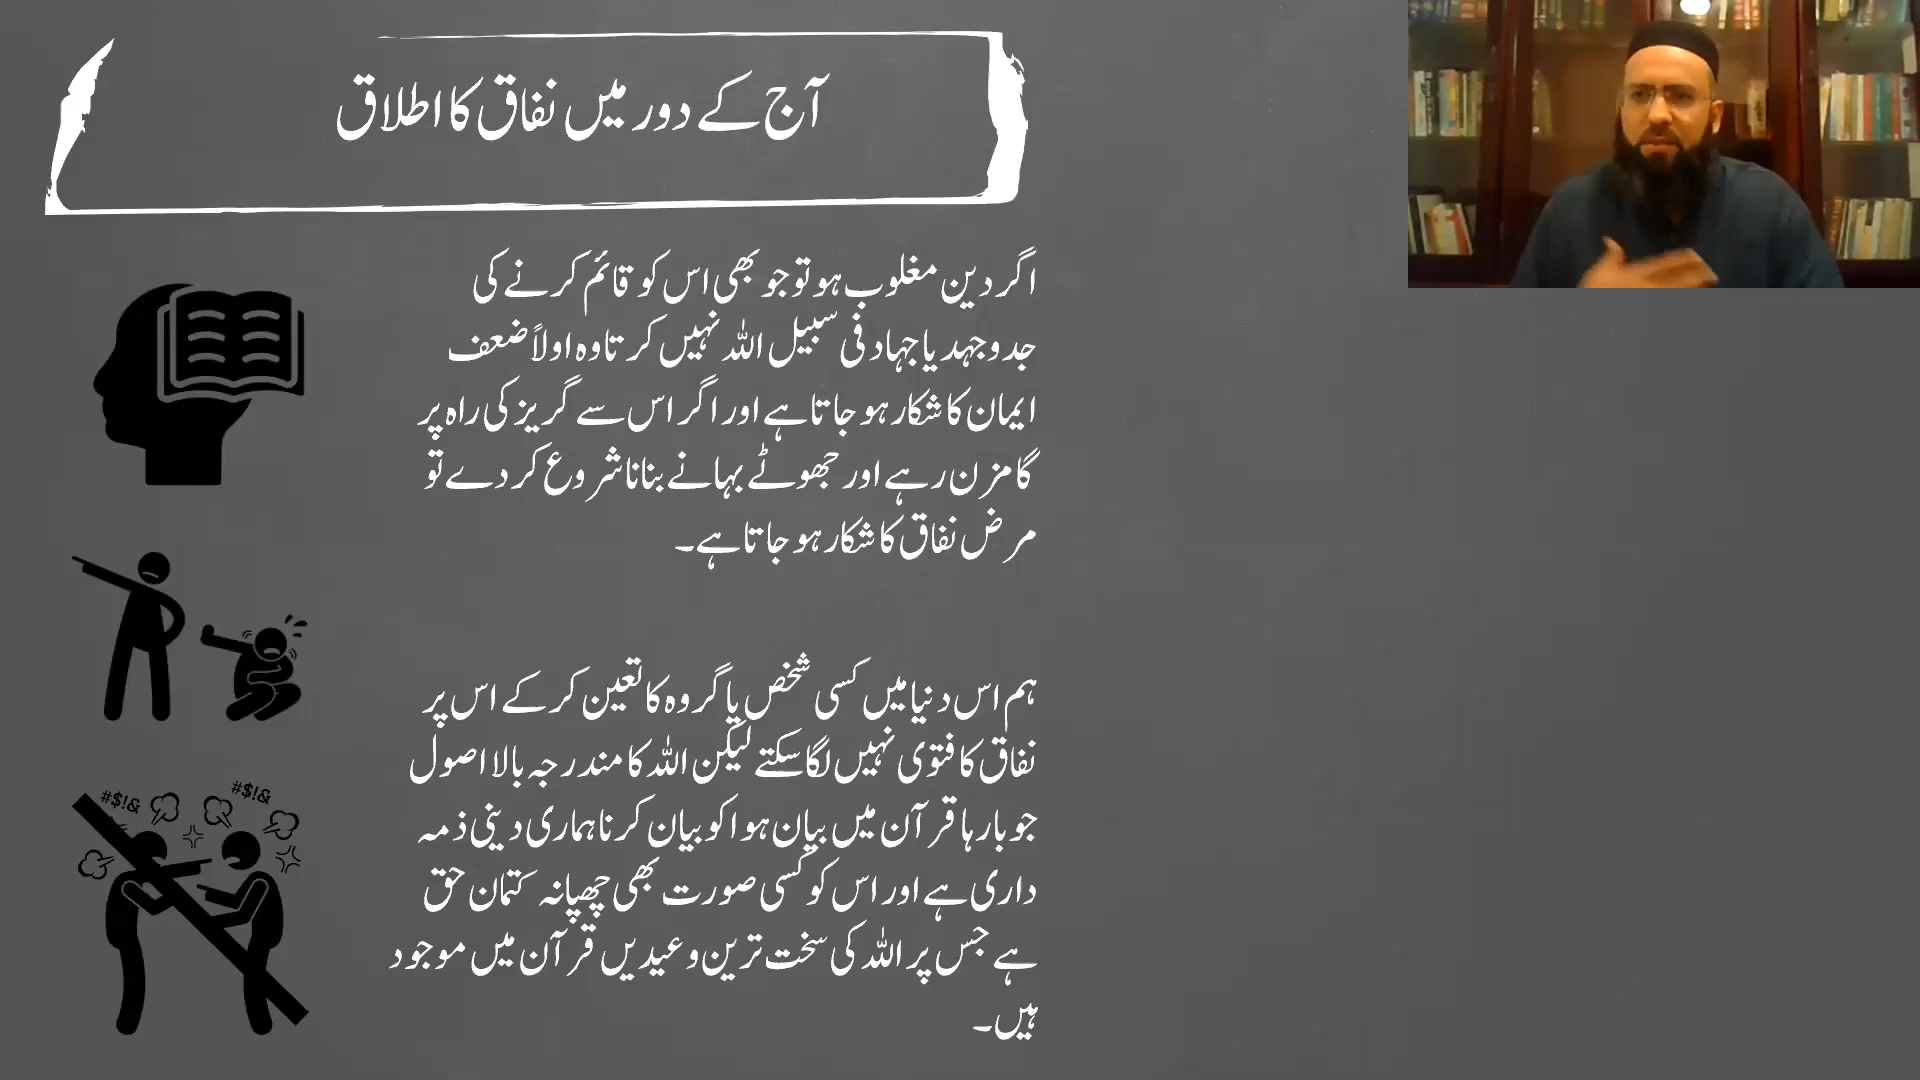 آج کے دور میں نفاق کا اطلاق
اگر دین مغلوب ہو تو جو بھی اس کو قائم کرنے کی
جدوجہد یا جہاد فی سبیل اللہ نہیں کرتا وہ اولاً ضعف
ایمان کا شکار ہو جاتا ہے اور اگر اس سے گریز کی راہ پر
گامزن رہے اور جھوٹے بہانے بنانا شروع کر دے تو
مرض نفاق کا شکار ہو جاتا ہے۔
ہم اس دنیا میں کسی شخص یا گروہ کا تعین کرکے اس پر
نفاق کا فتوی نہیں لگا سکتے لیکن اللہ کا مندرجہ بالا اصول
جو بارہا قرآن میں بیان ہوا کو بیان کرنا ہماری دینی ذمہ
داری ہے اور اس کو کسی صورت بھی چھپانہ کتمان حق
ہے جس پر اللہ کی سخت ترین وعیدیں قرآن میں موجود
ہیں۔
#$!&
#$!&